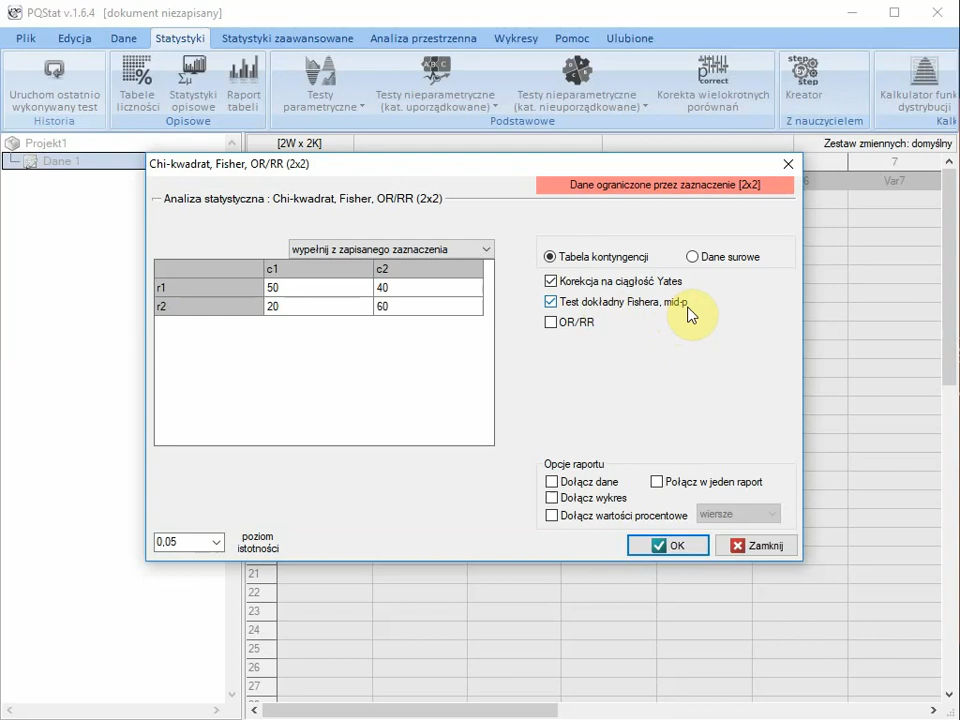 PQStat v.1.6.4 [dokument niezapisany]
Plik Edycja Dane Statystyki Statystyki zaawansowane Analiza przestrzenna Wykresy Pomoc Ulubione
Uruchom ostatnio
wykonywany test
Tabele
liczności
Statystyki
opisowe
Raport
tabeli
Testy
parametryczne
Testy nieparametryczne
(kat. uporządkowane)
Testy nieparametryczne
(kat. nieuporządkowane)
Korekta wielokrotnych
porównań
Kreator
Kalkulator funk
dystrybucji
Historia Opisowe Podstawowe Z nauczycielem Kalk
Projekt1
Dane 1
[2W x 2K] Zestaw zmiennych: domyślny
6 7
Var7
Chi-kwadrat, Fisher, OR/RR (2x2)
Dane ograniczone przez zaznaczenie [2x2]
Analiza statystyczna : Chi-kwadrat, Fisher, OR/RR (2x2)
wypełnij z zapisanego zaznaczenia
c1 c2
r1 50 40
r2 20 60
Tabela kontyngencji Dane surowe
Korekcja na ciągłość Yates
Test dokładny Fishera, mid-p
OR/RR
Opcje raportu
Dołącz dane Połącz w jeden raport
Dołącz wykres
Dołącz wartości procentowe wiersze
0,05 poziom
istotności
OK Zamknij
21
22
23
24
25
26
27